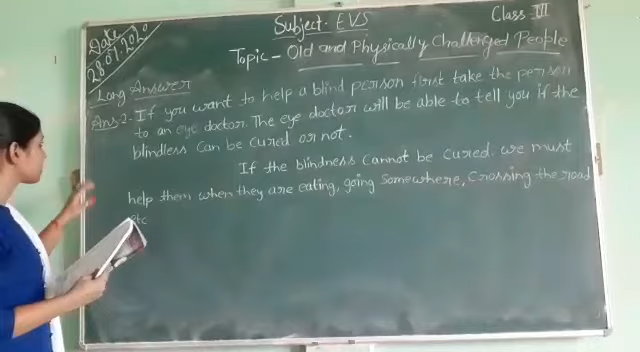 Date
28.07.2020
Subject- EVS
Class-III
Topic- Old and Physically Challenged People
Long Answer
Ans 2- If you want to help a blind person first take the person
to an eye doctor. The eye doctor will be able to tell you if the
blindless can be cured or not.
If the blindness cannot be cured. we must
help them when they are eating, going somewhere, crossing the road
etc